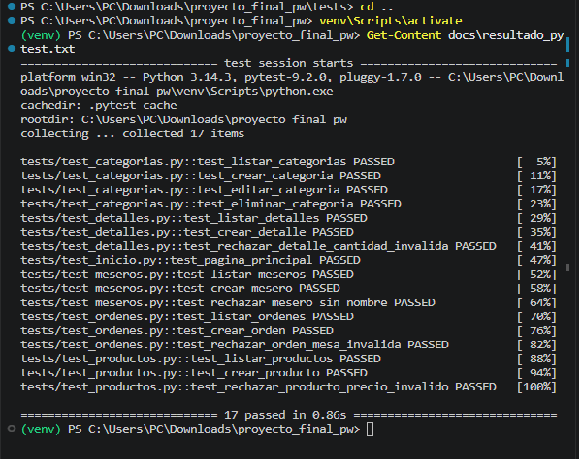 PS C:\Users\PC\Downloads\proyecto_final_pw\tests> cd ..
PS C:\Users\PC\Downloads\proyecto_final_pw> venv\Scripts\activate
(venv) PS C:\Users\PC\Downloads\proyecto_final_pw> Get-Content docs\resultado_py
test.txt
============================= test session starts =============================
platform win32 -- Python 3.14.3, pytest-9.2.0, pluggy-1.7.0 -- C:\Users\PC\Downl
oads\proyecto_final_pw\venv\Scripts\python.exe
cachedir: .pytest_cache
rootdir: C:\Users\PC\Downloads\proyecto_final_pw
collecting ... collected 17 items
tests/test_categorias.py::test_listar_categorias PASSED [ 5%]
tests/test_categorias.py::test_crear_categoria PASSED [ 11%]
tests/test_categorias.py::test_editar_categoria PASSED [ 17%]
tests/test_categorias.py::test_eliminar_categoria PASSED [ 23%]
tests/test_detalles.py::test_listar_detalles PASSED [ 29%]
tests/test_detalles.py::test_crear_detalle PASSED [ 35%]
tests/test_detalles.py::test_rechazar_detalle_cantidad_invalida PASSED [ 41%]
tests/test_inicio.py::test_pagina_principal PASSED [ 47%]
tests/test_meseros.py::test_listar_meseros PASSED [ 52%]
tests/test_meseros.py::test_crear_mesero PASSED [ 58%]
tests/test_meseros.py::test_rechazar_mesero_sin_nombre PASSED [ 64%]
tests/test_ordenes.py::test_listar_ordenes PASSED [ 70%]
tests/test_ordenes.py::test_crear_orden PASSED [ 76%]
tests/test_ordenes.py::test_rechazar_orden_mesa_invalida PASSED [ 82%]
tests/test_productos.py::test_listar_productos PASSED [ 88%]
tests/test_productos.py::test_crear_producto PASSED [ 94%]
tests/test_productos.py::test_rechazar_producto_precio_invalido PASSED [100%]
============================= 17 passed in 0.86s ==============================
(venv) PS C:\Users\PC\Downloads\proyecto_final_pw>